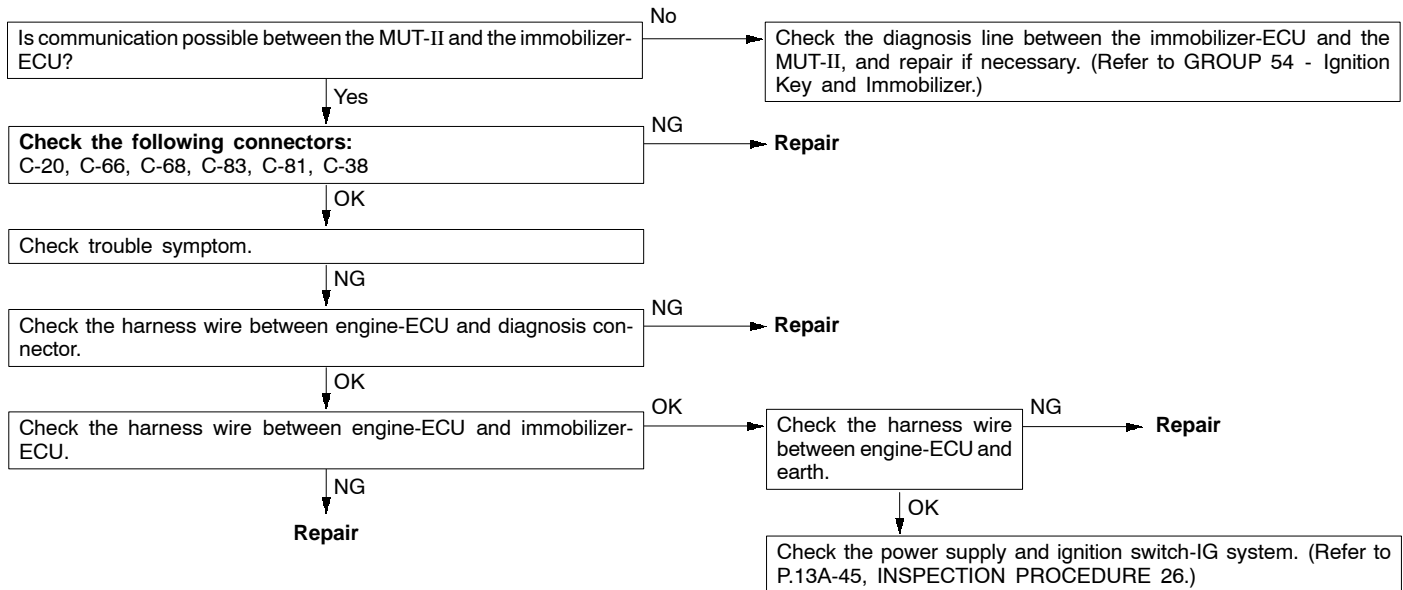 No
Is communication possible between the MUT-II and the immobilizer-
ECU?
Check the diagnosis line between the immobilizer-ECU and the
MUT-II, and repair if necessary. (Refer to GROUP 54 - Ignition
Key and Immobilizer.)
Yes
Check the following connectors:
C-20, C-66, C-68, C-83, C-81, C-38
NG
Repair
OK
Check trouble symptom.
NG
Check the harness wire between engine-ECU and diagnosis con-
nector.
NG
Repair
OK
Check the harness wire between engine-ECU and immobilizer-
ECU.
OK
Check the harness wire
between engine-ECU and
earth.
NG
Repair
NG
Repair
OK
Check the power supply and ignition switch-IG system. (Refer to
P.13A-45, INSPECTION PROCEDURE 26.)